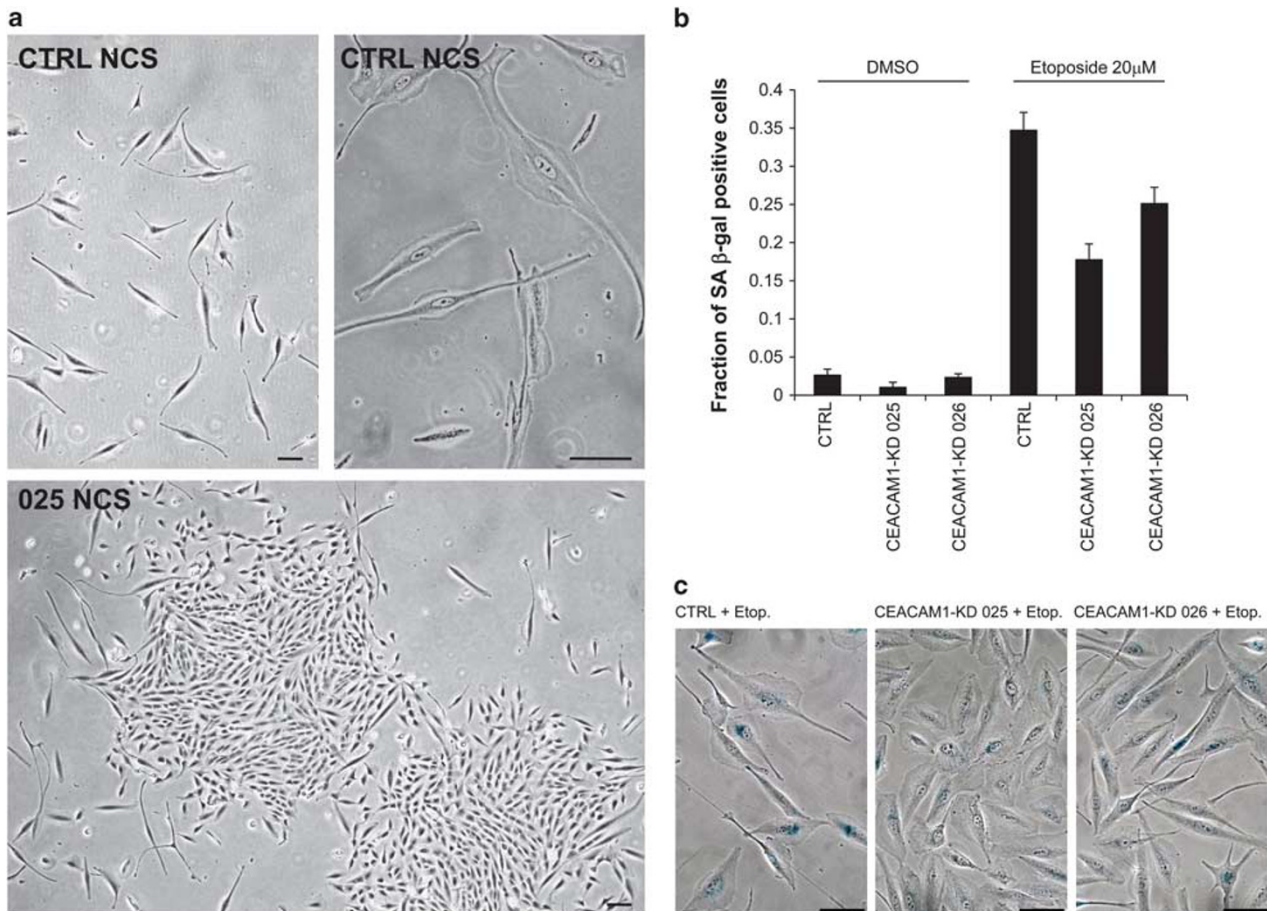 a
CTRL NCS
CTRL NCS
025 NCS
b
DMSO
Etoposide 20μM
Fraction of SA β-gal positive cells
0.4
0.35
0.3
0.25
0.2
0.15
0.1
0.05
0
CTRL
CEACAM1-KD 025
CEACAM1-KD 026
CTRL
CEACAM1-KD 025
CEACAM1-KD 026
c
CTRL + Etop.
CEACAM1-KD 025 + Etop.
CEACAM1-KD 026 + Etop.